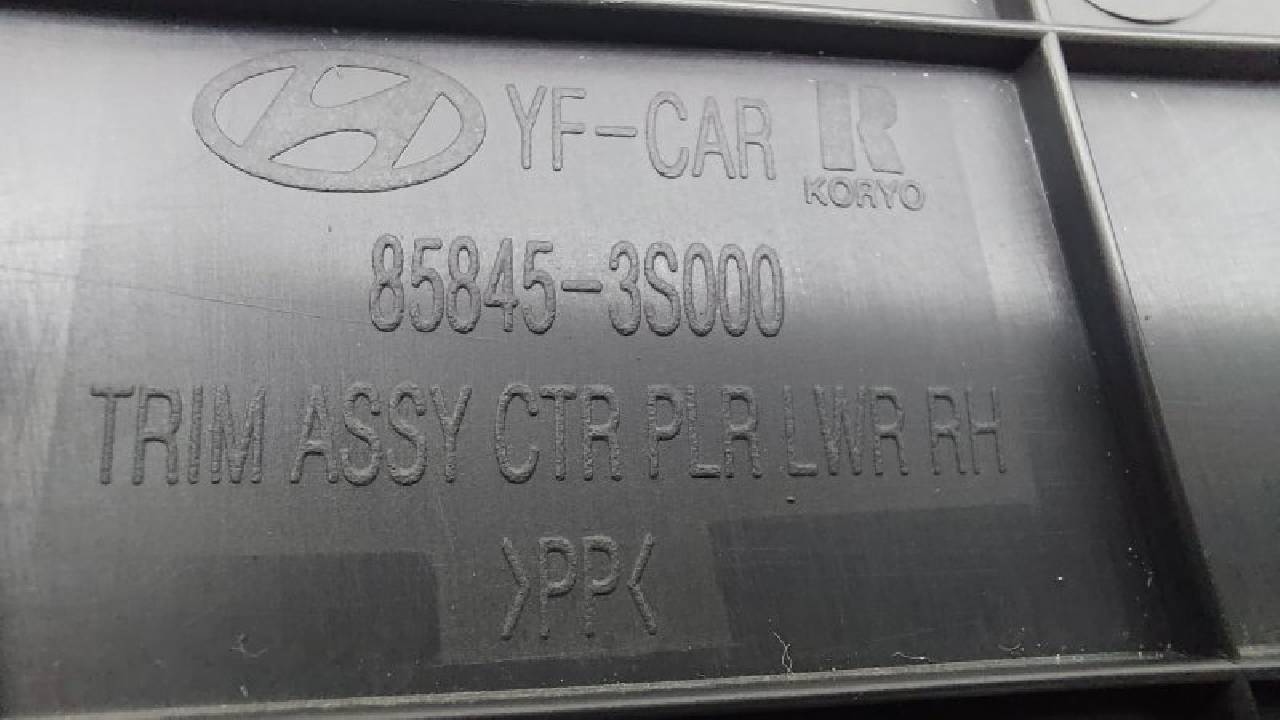 YF-CAR KORYO
85845-3S000
TRIM ASSY CTR PLR LWR RH
>PP<